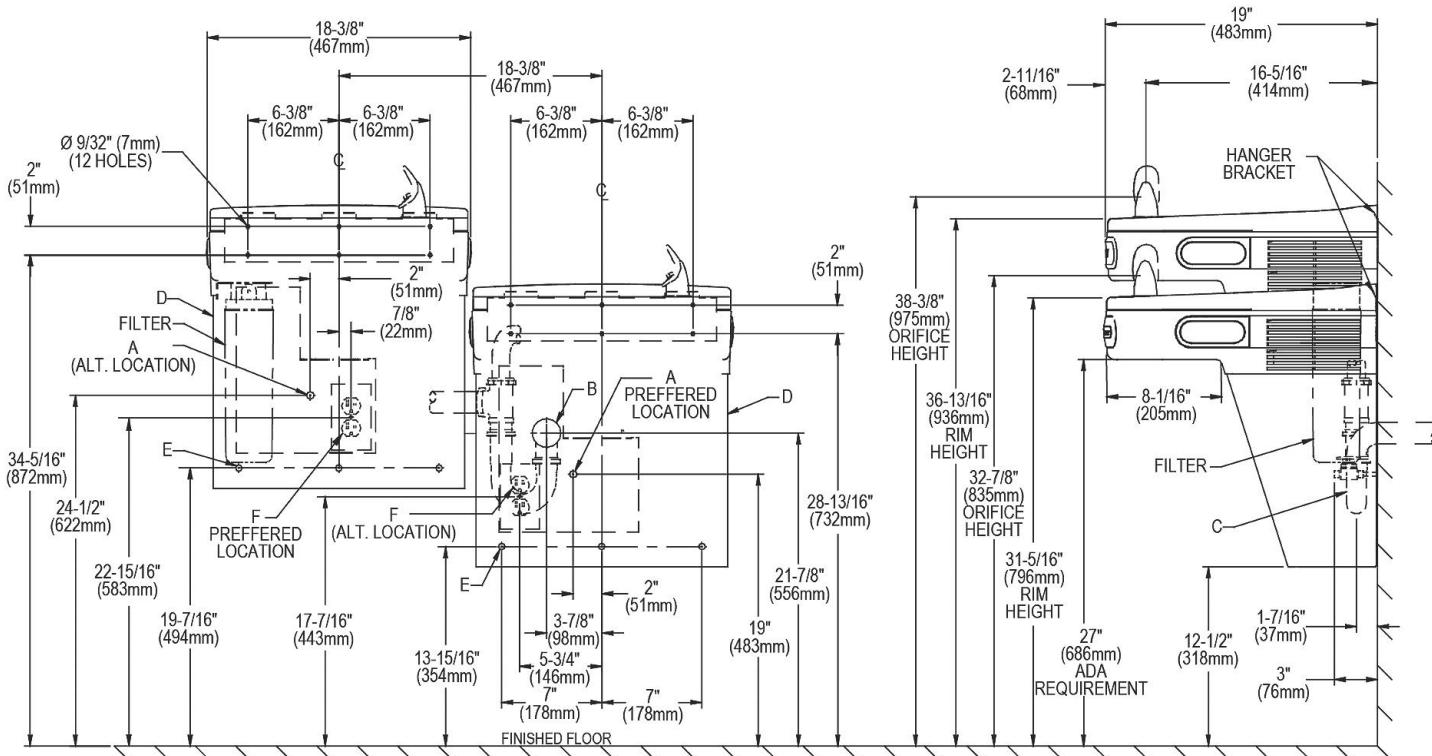 18-3/8"
(467mm)
18-3/8"
(467mm)
6-3/8"
(162mm)
6-3/8"
(162mm)
6-3/8"
(162mm)
6-3/8"
(162mm)
Ø 9/32" (7mm)
(12 HOLES)
2"
(51mm)
C
C
2"
(51mm)
7/8"
(22mm)
2"
(51mm)
D
FILTER
A
(ALT. LOCATION)
B
A
PREFFERED
LOCATION
D
E
34-5/16"
(872mm)
24-1/2"
(622mm)
F
PREFFERED
LOCATION
F
(ALT. LOCATION)
28-13/16"
(732mm)
22-15/16"
(583mm)
E
21-7/8"
(556mm)
19-7/16"
(494mm)
17-7/16"
(443mm)
2"
(51mm)
19"
(483mm)
3-7/8"
(98mm)
13-15/16"
(354mm)
5-3/4"
(146mm)
7"
(178mm)
7"
(178mm)
FINISHED FLOOR
19"
(483mm)
2-11/16"
(68mm)
16-5/16"
(414mm)
HANGER
BRACKET
38-3/8"
(975mm)
ORIFICE
HEIGHT
36-13/16"
(936mm)
RIM
HEIGHT
8-1/16"
(205mm)
FILTER
32-7/8"
(835mm)
ORIFICE
HEIGHT
C
31-5/16"
(796mm)
RIM
HEIGHT
27"
(686mm)
ADA
REQUIREMENT
12-1/2"
(318mm)
1-7/16"
(37mm)
3"
(76mm)